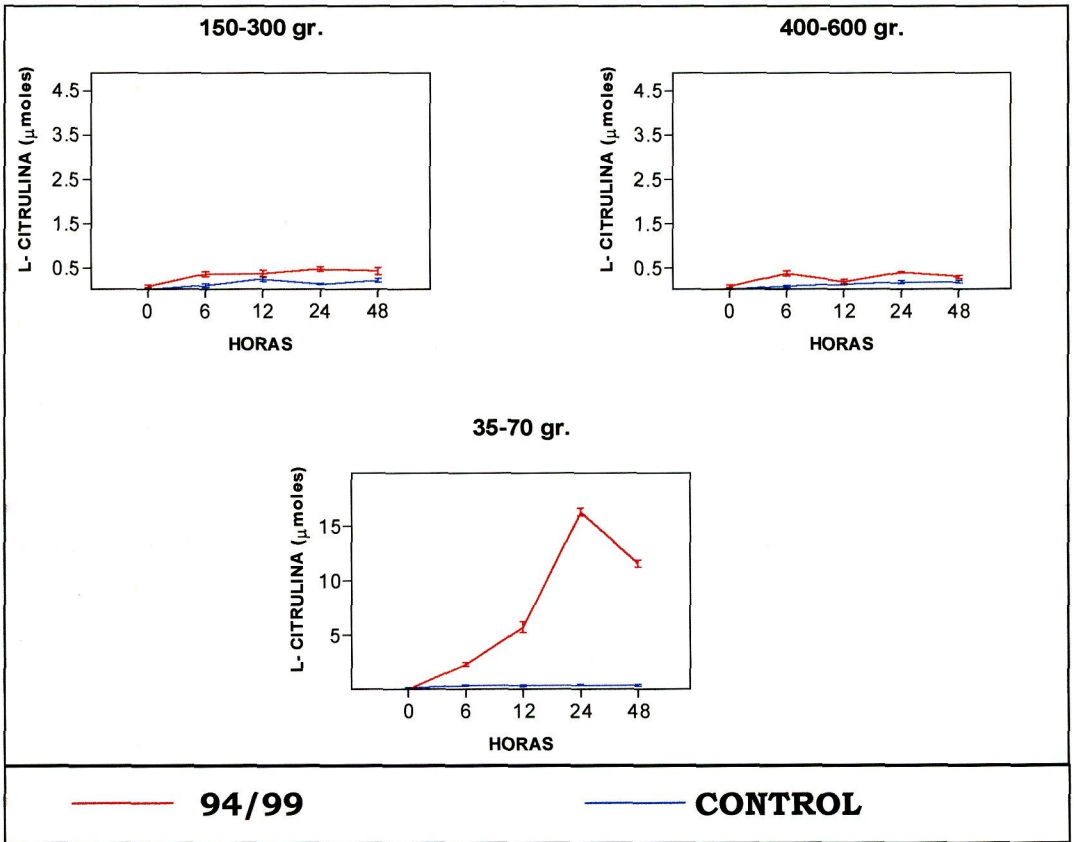 150-300 gr.
L- CITRULINA (μmoles)
4.5
3.5
2.5
1.5
0.5
0 6 12 24 48
HORAS
400-600 gr.
L- CITRULINA (μmoles)
4.5
3.5
2.5
1.5
0.5
0 6 12 24 48
HORAS
35-70 gr.
L- CITRULINA (μmoles)
15
10
5
0 6 12 24 48
HORAS
94/99
CONTROL